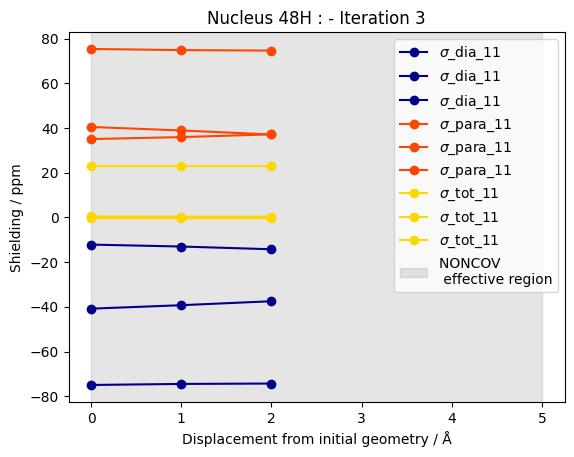 Nucleus 48H : - Iteration 3
80
60
40
20
0
−20
−40
−60
−80
Shielding / ppm
0 1 2 3 4 5
Displacement from initial geometry / Å
σ_dia_11
σ_dia_11
σ_dia_11
σ_para_11
σ_para_11
σ_para_11
σ_tot_11
σ_tot_11
σ_tot_11
NONCOV
effective region